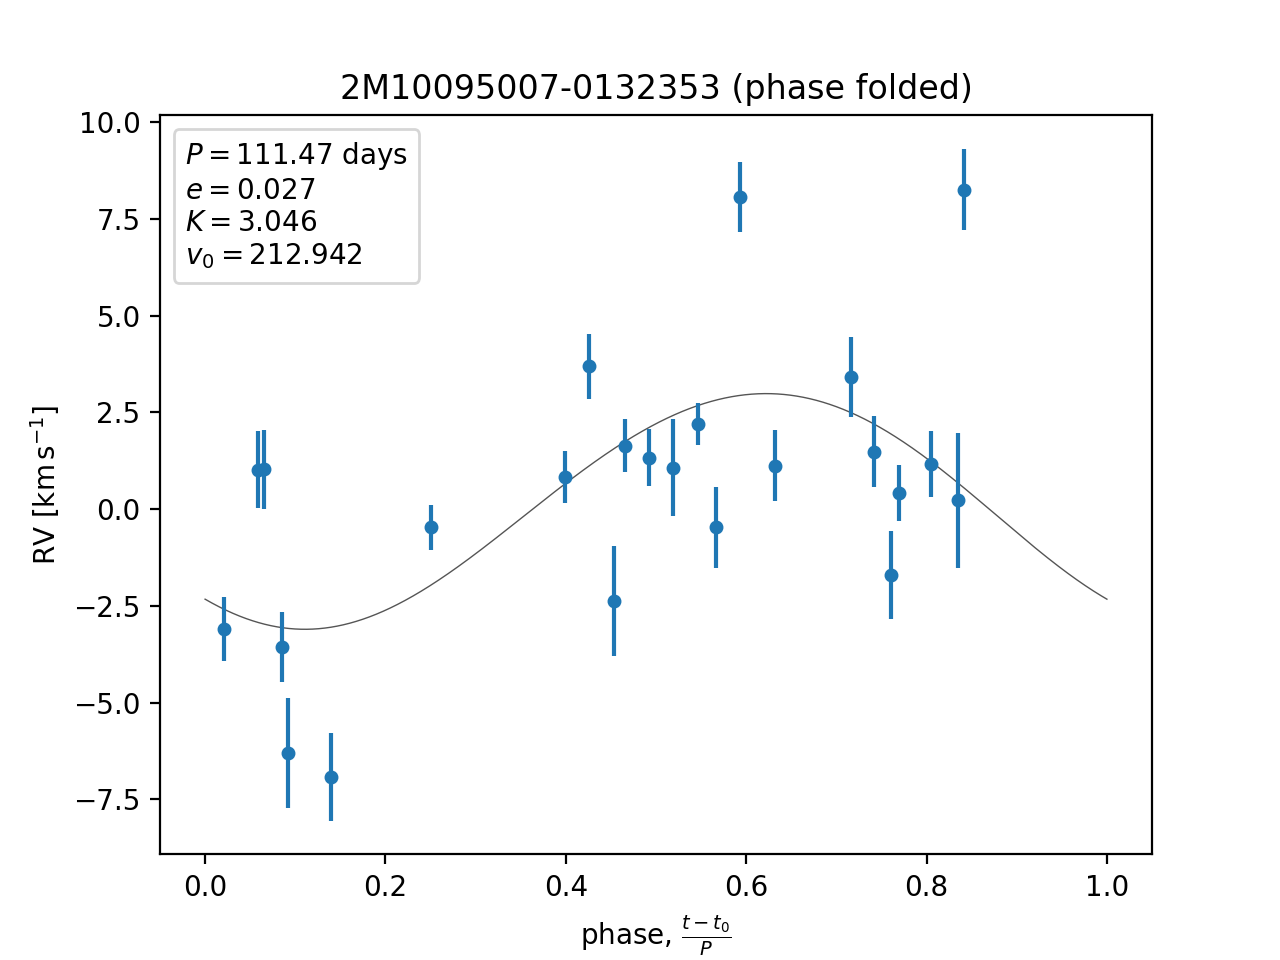 2M10095007-0132353 (phase folded)
P = 111.47 days
e = 0.027
K = 3.046
v₀ = 212.942
10.0
7.5
5.0
2.5
0.0
−2.5
−5.0
−7.5
RV [km s⁻¹]
0.0 0.2 0.4 0.6 0.8 1.0
phase, (t − t₀)/P